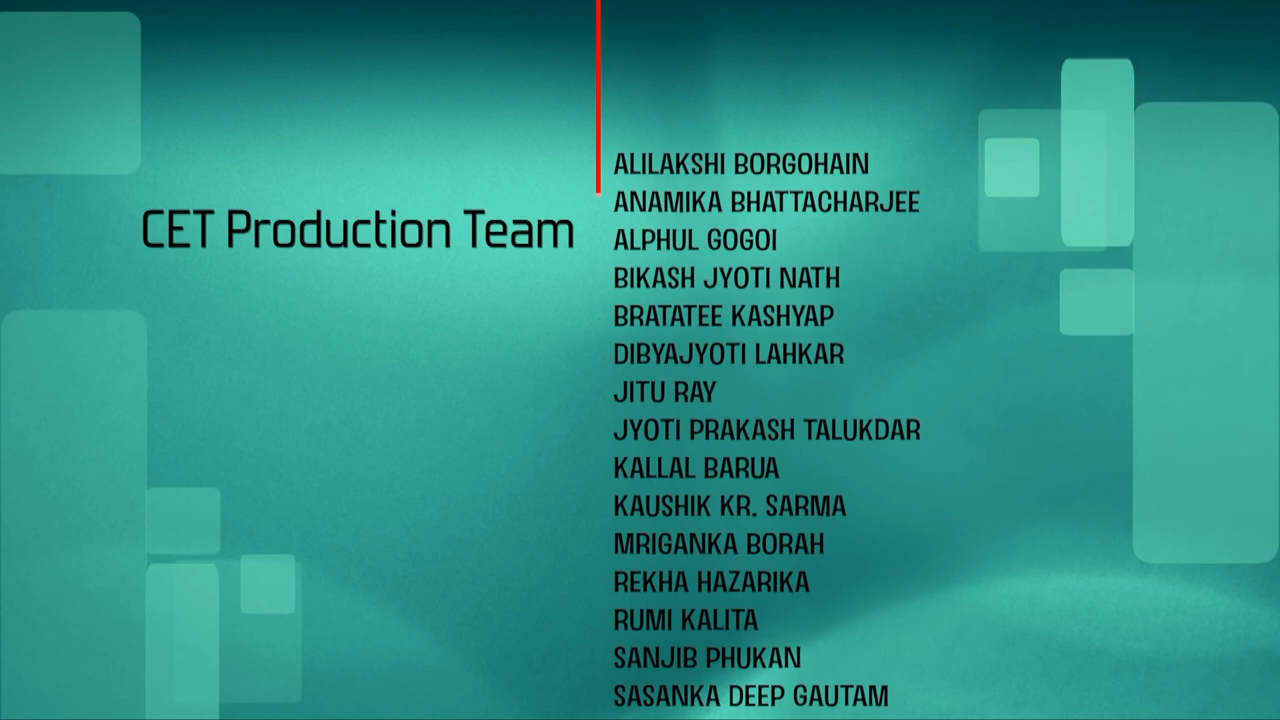 CET Production Team
ALILAKSHI BORGOHAIN
ANAMIKA BHATTACHARJEE
ALPHUL GOGOI
BIKASH JYOTI NATH
BRATATEE KASHYAP
DIBYAJYOTI LAHKAR
JITU RAY
JYOTI PRAKASH TALUKDAR
KALLAL BARUA
KAUSHIK KR. SARMA
MRIGANKA BORAH
REKHA HAZARIKA
RUMI KALITA
SANJIB PHUKAN
SASANKA DEEP GAUTAM